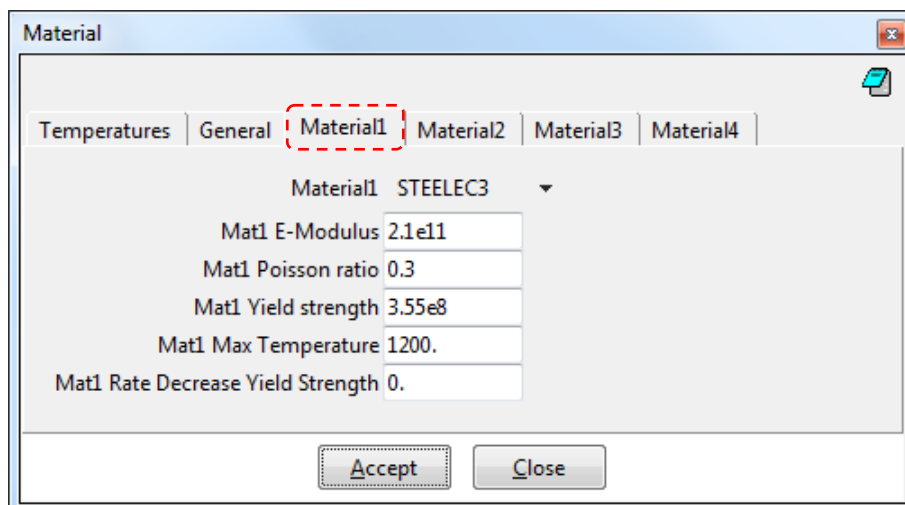 Material
Temperatures General Material1 Material2 Material3 Material4
Material1 STEELEC3
Mat1 E-Modulus 2.1e11
Mat1 Poisson ratio 0.3
Mat1 Yield strength 3.55e8
Mat1 Max Temperature 1200.
Mat1 Rate Decrease Yield Strength 0.
Accept Close